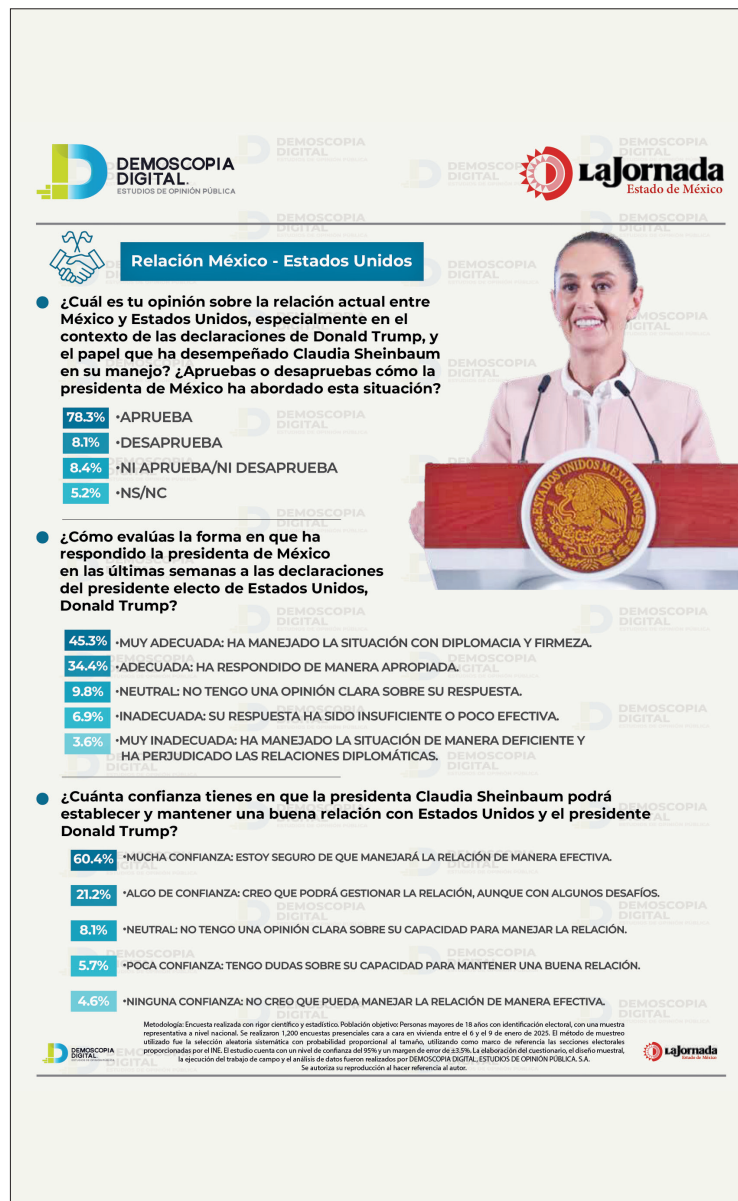 DEMOSCOPIA
DIGITAL.
ESTUDIOS DE OPINIÓN PÚBLICA
LaJornada
Estado de México
Relación México - Estados Unidos
¿Cuál es tu opinión sobre la relación actual entre
México y Estados Unidos, especialmente en el
contexto de las declaraciones de Donald Trump, y
el papel que ha desempeñado Claudia Sheinbaum
en su manejo? ¿Apruebas o desapruebas cómo la
presidenta de México ha abordado esta situación?
78.3% •APRUEBA
8.1% •DESAPRUEBA
8.4% •NI APRUEBA/NI DESAPRUEBA
5.2% •NS/NC
ESTADOS UNIDOS MEXICANOS
¿Cómo evalúas la forma en que ha
respondido la presidenta de México
en las últimas semanas a las declaraciones
del presidente electo de Estados Unidos,
Donald Trump?
45.3% •MUY ADECUADA: HA MANEJADO LA SITUACIÓN CON DIPLOMACIA Y FIRMEZA.
34.4% •ADECUADA: HA RESPONDIDO DE MANERA APROPIADA.
9.8% •NEUTRAL: NO TENGO UNA OPINIÓN CLARA SOBRE SU RESPUESTA.
6.9% •INADECUADA: SU RESPUESTA HA SIDO INSUFICIENTE O POCO EFECTIVA.
3.6% •MUY INADECUADA: HA MANEJADO LA SITUACIÓN DE MANERA DEFICIENTE Y
HA PERJUDICADO LAS RELACIONES DIPLOMÁTICAS.
¿Cuánta confianza tienes en que la presidenta Claudia Sheinbaum podrá
establecer y mantener una buena relación con Estados Unidos y el presidente
Donald Trump?
60.4% •MUCHA CONFIANZA: ESTOY SEGURO DE QUE MANEJARÁ LA RELACIÓN DE MANERA EFECTIVA.
21.2% •ALGO DE CONFIANZA: CREO QUE PODRÁ GESTIONAR LA RELACIÓN, AUNQUE CON ALGUNOS DESAFÍOS.
8.1% •NEUTRAL: NO TENGO UNA OPINIÓN CLARA SOBRE SU CAPACIDAD PARA MANEJAR LA RELACIÓN.
5.7% •POCA CONFIANZA: TENGO DUDAS SOBRE SU CAPACIDAD PARA MANTENER UNA BUENA RELACIÓN.
4.6% •NINGUNA CONFIANZA: NO CREO QUE PUEDA MANEJAR LA RELACIÓN DE MANERA EFECTIVA.
Metodología: Encuesta realizada con rigor científico y estadístico. Población objetivo: Personas mayores de 18 años con identificación electoral, con una muestra
representativa a nivel nacional. Se realizaron 1,200 encuestas presenciales cara a cara en vivienda entre el 6 y el 9 de enero de 2025. El método de muestreo
utilizado fue la selección aleatoria sistemática con probabilidad proporcional al tamaño, utilizando como marco de referencia las secciones electorales
proporcionadas por el INE. El estudio cuenta con un nivel de confianza del 95% y un margen de error de ±3.5%. La elaboración del cuestionario, el diseño muestral,
la ejecución del trabajo de campo y el análisis de datos fueron realizados por DEMOSCOPIA DIGITAL, ESTUDIOS DE OPINIÓN PÚBLICA, S.A.
Se autoriza su reproducción al hacer referencia al autor.
DEMOSCOPIA
DIGITAL.
LaJornada
Estado de México